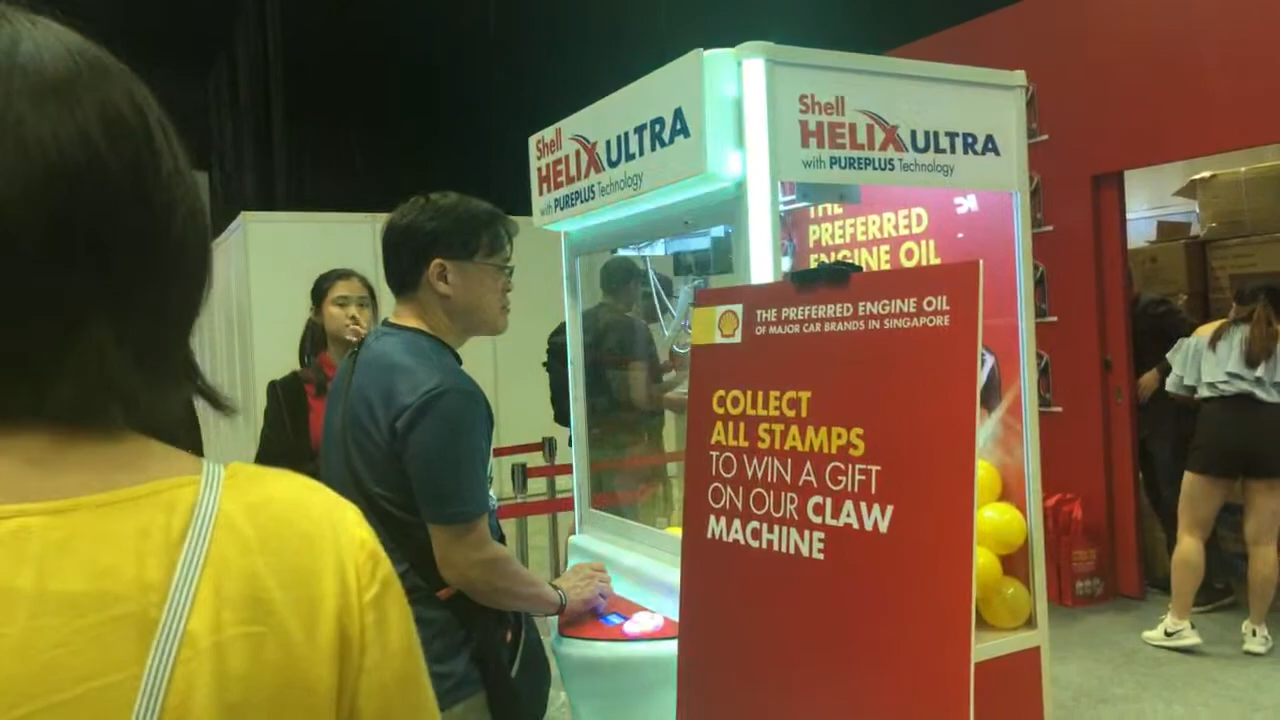 Shell
HELIX ULTRA
with PUREPLUS Technology
Shell
HELIX ULTRA
with PUREPLUS Technology
THE
PREFERRED
ENGINE OIL
THE PREFERRED ENGINE OIL
OF MAJOR CAR BRANDS IN SINGAPORE
COLLECT
ALL STAMPS
TO WIN A GIFT
ON OUR CLAW
MACHINE